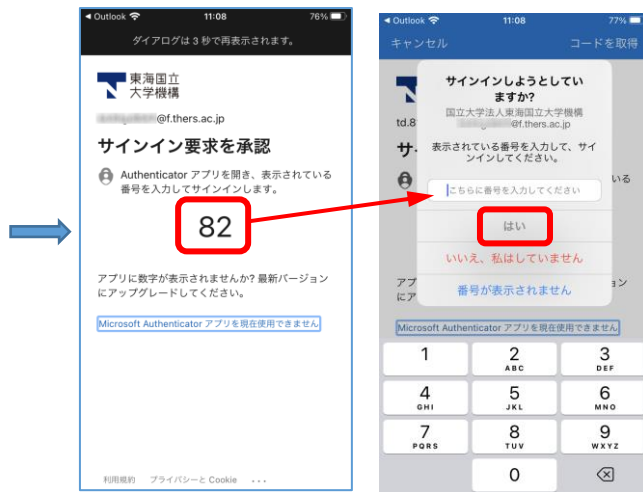 ◀ Outlook 11:08 76%
ダイアログは 3 秒で再表示されます。
東海国立
大学機構
@f.thers.ac.jp
サインイン要求を承認
Authenticator アプリを開き、表示されている
番号を入力してサインインします。
82
アプリに数字が表示されませんか? 最新バージョン
にアップグレードしてください。
Microsoft Authenticator アプリを現在使用できません
利用規約 プライバシーと Cookie ...
◀ Outlook 11:08 77%
キャンセル コードを取得
サインインしようとしてい
ますか?
国立大学法人東海国立大学機構
td.8
@f.thers.ac.jp
サ
表示されている番号を入力して、サイ
ンインしてください。
いる
こちらに番号を入力してください
はい
いいえ、私はしていません
アプ ョン
にア
番号が表示されません
Microsoft Authenticator アプリを現在使用できません
1 2 3
ABC DEF
4 5 6
GHI JKL MNO
7 8 9
PQRS TUV WXYZ
0